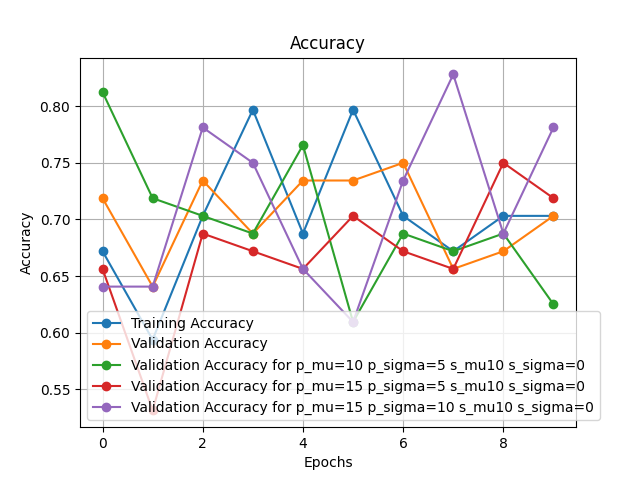 Accuracy
0.80
0.75
0.70
0.65
0.60
0.55
Accuracy
Training Accuracy
Validation Accuracy
Validation Accuracy for p_mu=10 p_sigma=5 s_mu10 s_sigma=0
Validation Accuracy for p_mu=15 p_sigma=5 s_mu10 s_sigma=0
Validation Accuracy for p_mu=15 p_sigma=10 s_mu10 s_sigma=0
0 2 4 6 8
Epochs